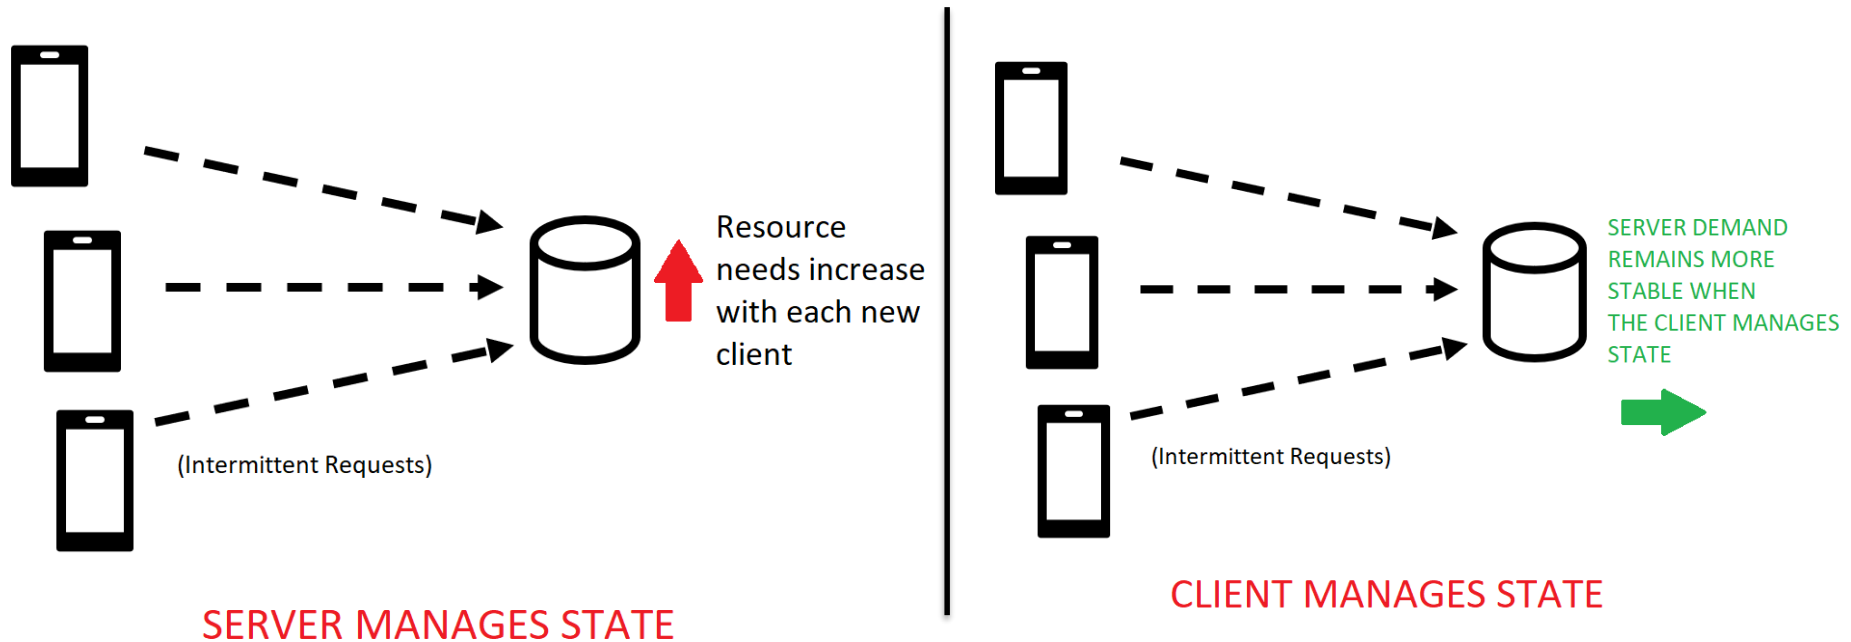 Resource
needs increase
with each new
client
(Intermittent Requests)
SERVER MANAGES STATE
SERVER DEMAND
REMAINS MORE
STABLE WHEN
THE CLIENT MANAGES
STATE
(Intermittent Requests)
CLIENT MANAGES STATE